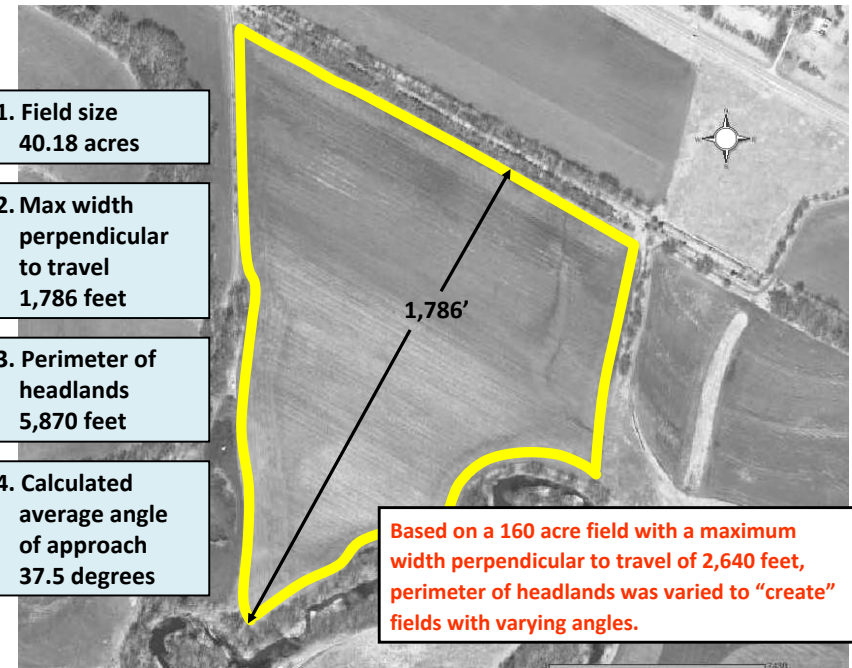 1. Field size
40.18 acres
2. Max width
perpendicular
to travel
1,786 feet
3. Perimeter of
headlands
5,870 feet
4. Calculated
average angle
of approach
37.5 degrees
N
W
E
S
1,786’
Based on a 160 acre field with a maximum
width perpendicular to travel of 2,640 feet,
perimeter of headlands was varied to “create”
fields with varying angles.